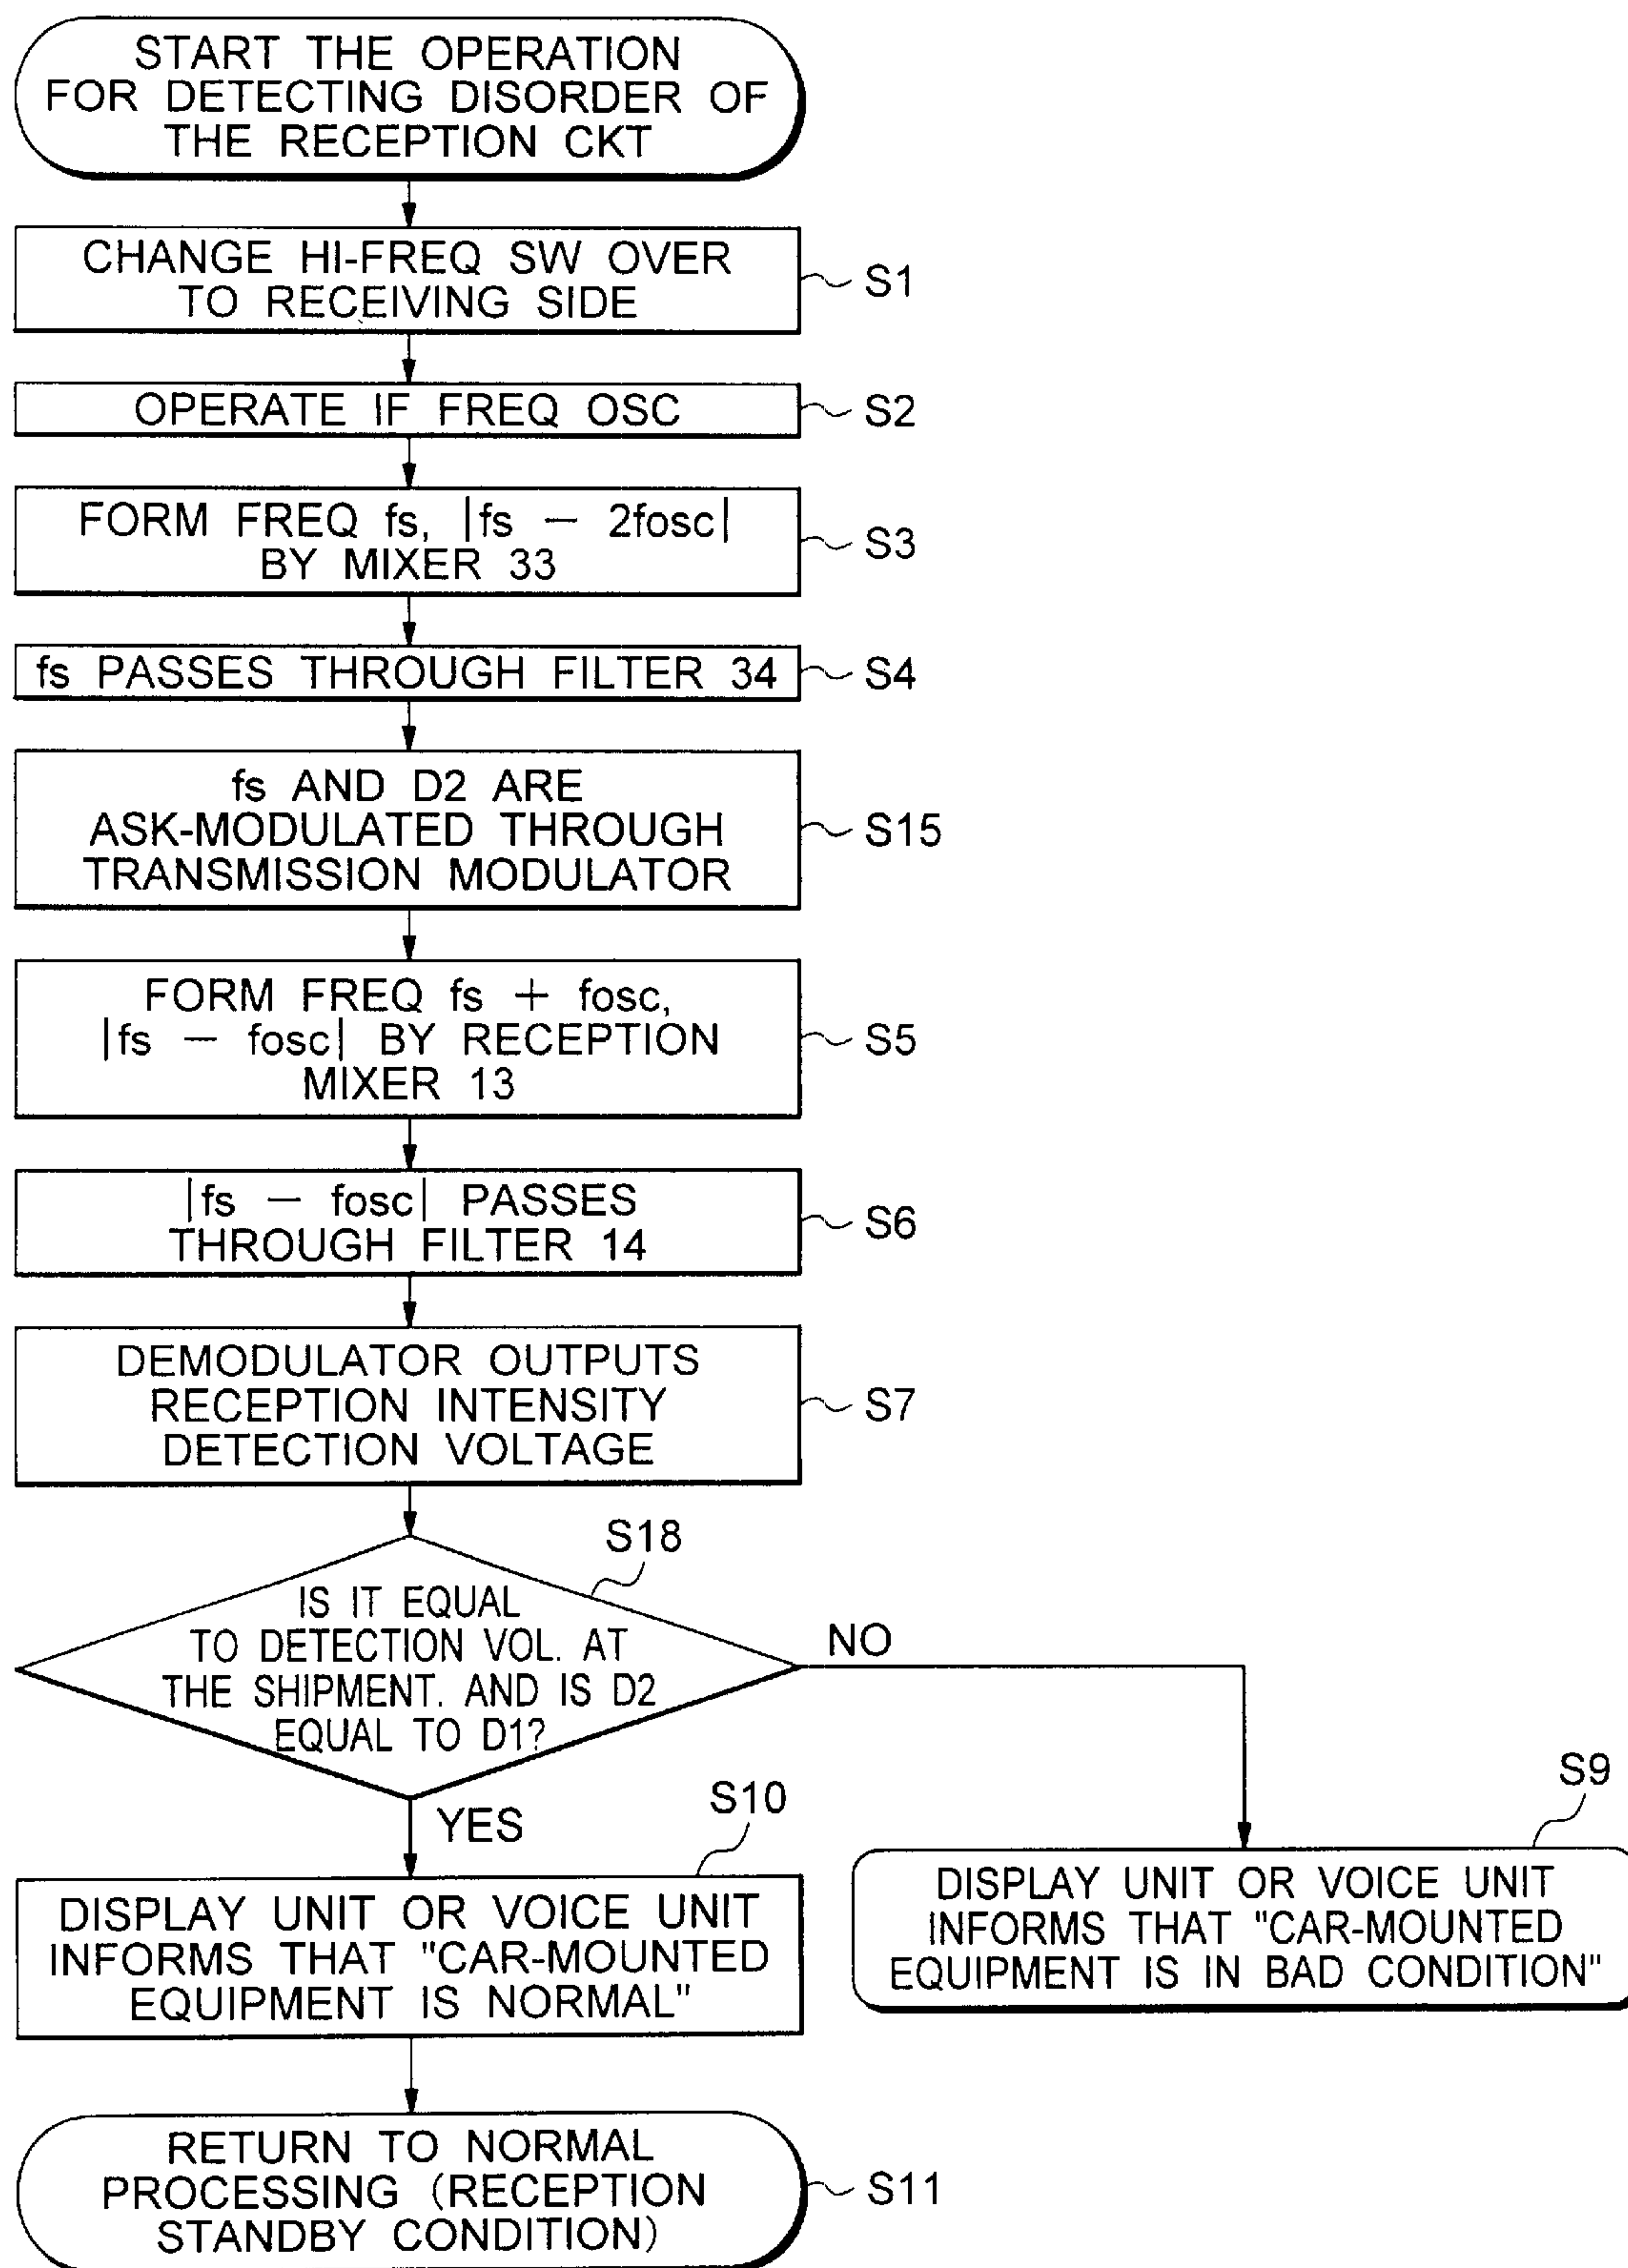 START THE OPERATION
FOR DETECTING DISORDER OF
THE RECEPTION CKT
CHANGE HI-FREQ SW OVER
TO RECEIVING SIDE
S1
OPERATE IF FREQ OSC
S2
FORM FREQ fs, |fs − 2fosc|
BY MIXER 33
S3
fs PASSES THROUGH FILTER 34
S4
fs AND D2 ARE
ASK-MODULATED THROUGH
TRANSMISSION MODULATOR
S15
FORM FREQ fs + fosc,
|fs − fosc| BY RECEPTION
MIXER 13
S5
|fs − fosc| PASSES
THROUGH FILTER 14
S6
DEMODULATOR OUTPUTS
RECEPTION INTENSITY
DETECTION VOLTAGE
S7
S18
IS IT EQUAL
TO DETECTION VOL. AT
THE SHIPMENT. AND IS D2
EQUAL TO D1?
NO
YES
S10
DISPLAY UNIT OR VOICE UNIT
INFORMS THAT "CAR-MOUNTED
EQUIPMENT IS NORMAL"
S9
DISPLAY UNIT OR VOICE UNIT
INFORMS THAT "CAR-MOUNTED
EQUIPMENT IS IN BAD CONDITION"
RETURN TO NORMAL
PROCESSING (RECEPTION
STANDBY CONDITION)
S11